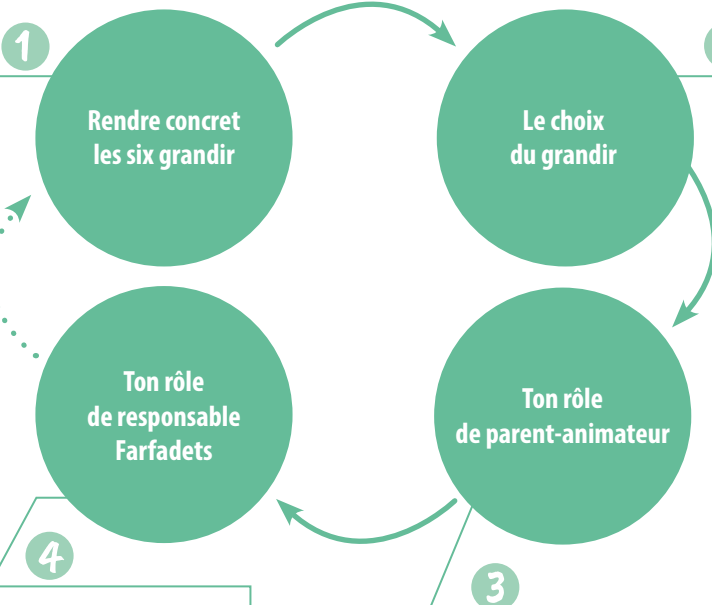 1
Rendre concret
les six grandir
Le choix
du grandir
Ton rôle
de parent-animateur
3
Ton rôle
de responsable
Farfadets
4